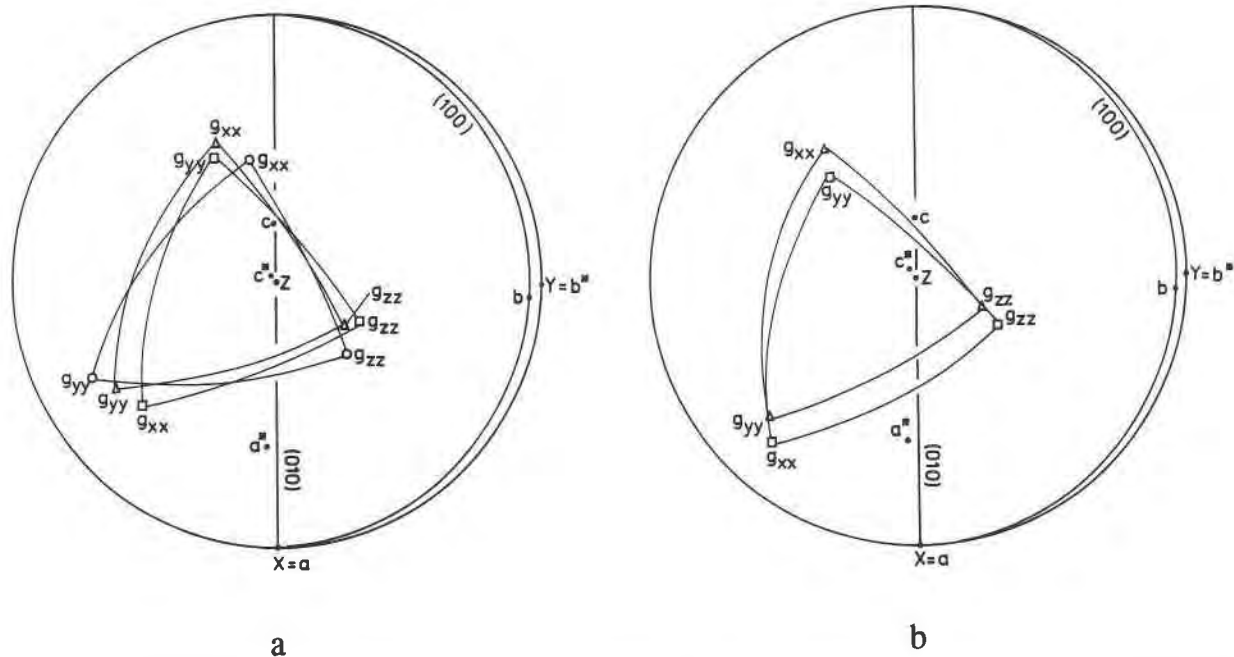 (100)
g_xx
g_yy
g_xx
c
c*
Z
b
Y=b*
g_zz
g_zz
g_zz
g_yy
g_yy
g_xx
a*
(010)
X=a
a
(100)
g_xx
g_yy
c
c*
Z
b
Y=b*
g_zz
g_zz
g_yy
g_xx
a*
(010)
X=a
b